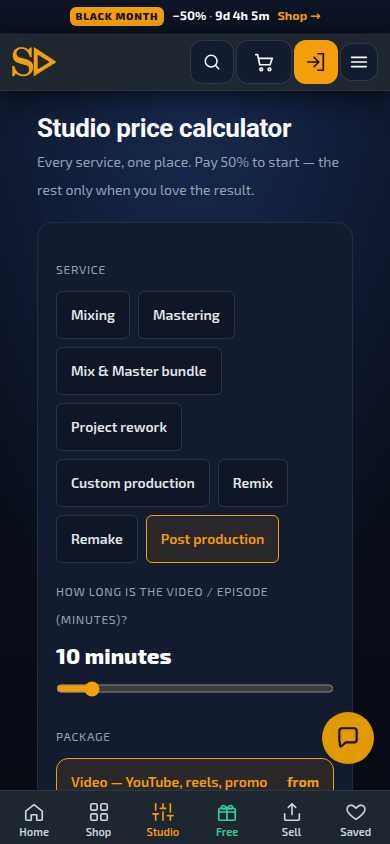 BLACK MONTH −50% · 9d 4h 5m Shop →
S
Studio price calculator
Every service, one place. Pay 50% to start — the
rest only when you love the result.
SERVICE
Mixing Mastering
Mix & Master bundle
Project rework
Custom production Remix
Remake Post production
HOW LONG IS THE VIDEO / EPISODE
(MINUTES)?
10 minutes
PACKAGE
Video — YouTube, reels, promo from
Home Shop Studio Free Sell Saved